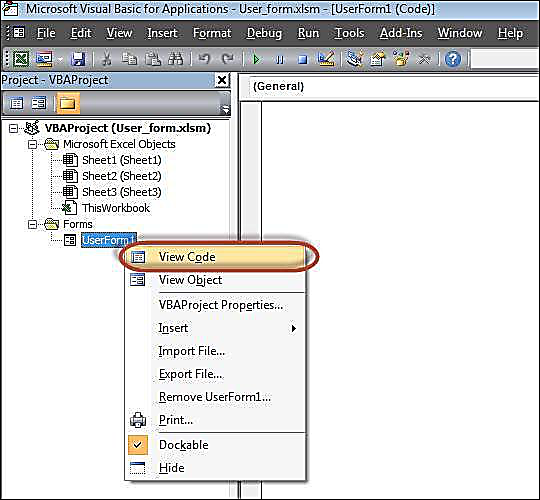 Microsoft Visual Basic for Applications - User_form.xlsm - [UserForm1 (Code)]
File Edit View Insert Format Debug Run Tools Add-Ins Window Help
Project - VBAProject
(General)
VBAProject (User_form.xlsm)
Microsoft Excel Objects
Sheet1 (Sheet1)
Sheet2 (Sheet2)
Sheet3 (Sheet3)
ThisWorkbook
Forms
UserForm1
View Code
View Object
VBAProject Properties...
Insert
Import File...
Export File...
Remove UserForm1...
Print...
Dockable
Hide